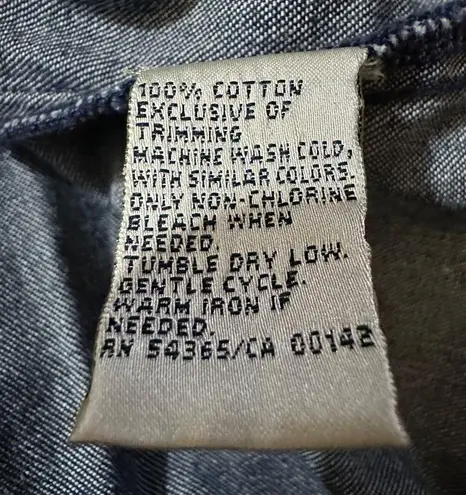 100% COTTON
EXCLUSIVE OF
TRIMMING
MACHINE WASH COLD,
WITH SIMILAR COLORS.
ONLY NON-CHLORINE
BLEACH WHEN
NEEDED.
TUMBLE DRY LOW.
GENTLE CYCLE.
WARM IRON IF
NEEDED.
RN 54365/CA 00142